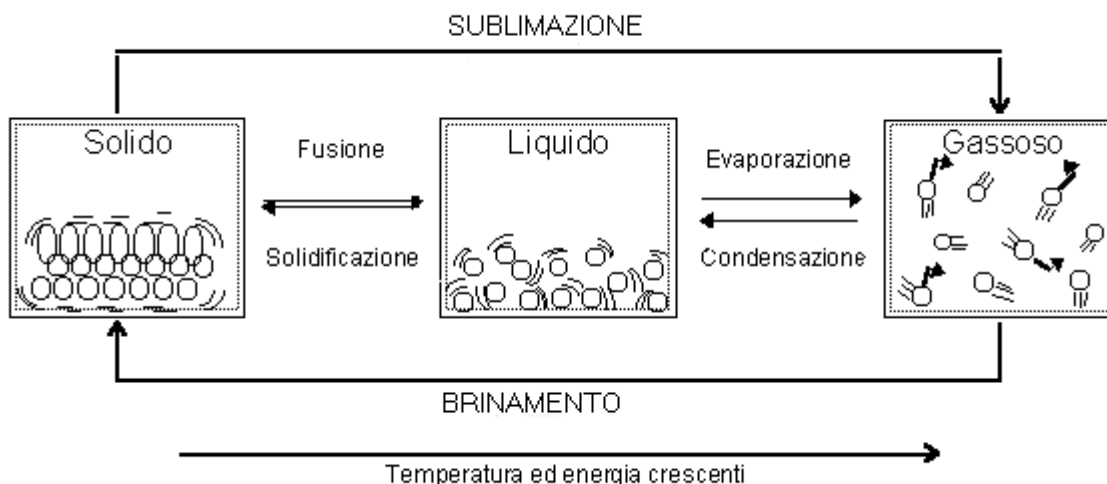 SUBLIMAZIONE
Solido
Fusione
Solidificazione
Liquido
Evaporazione
Condensazione
Gassoso
BRINAMENTO
Temperatura ed energia crescenti